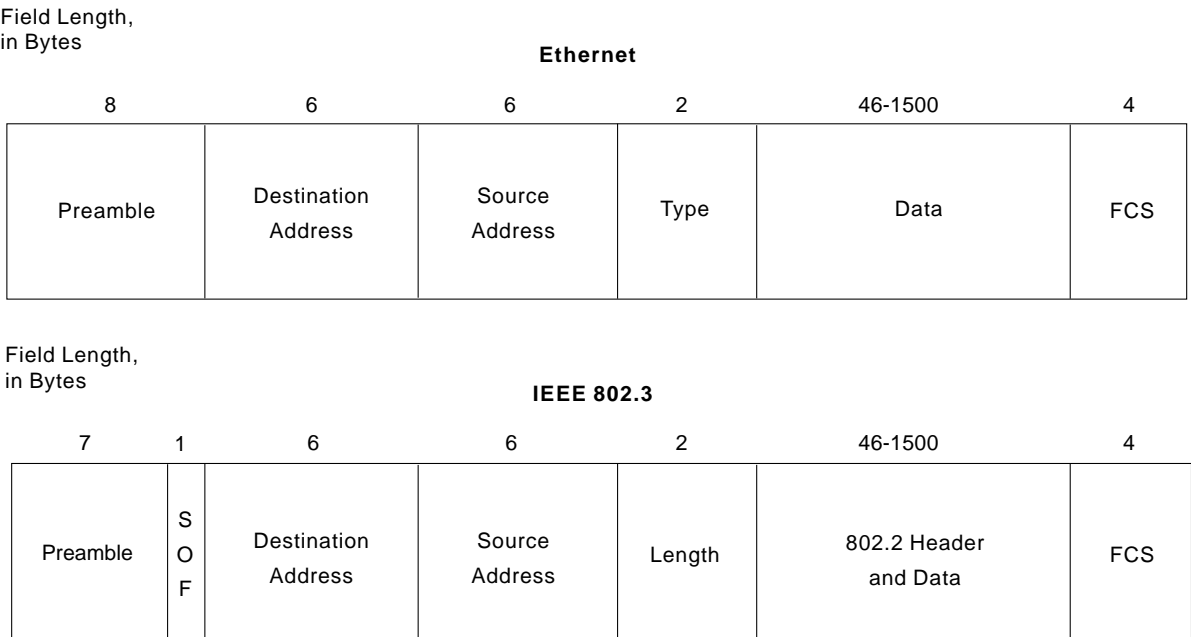 Field Length,
in Bytes
Ethernet
8 6 6 2 46-1500 4
Preamble
Destination
Address
Source
Address
Type
Data
FCS
Field Length,
in Bytes
IEEE 802.3
7 1 6 6 2 46-1500 4
Preamble
S
O
F
Destination
Address
Source
Address
Length
802.2 Header
and Data
FCS